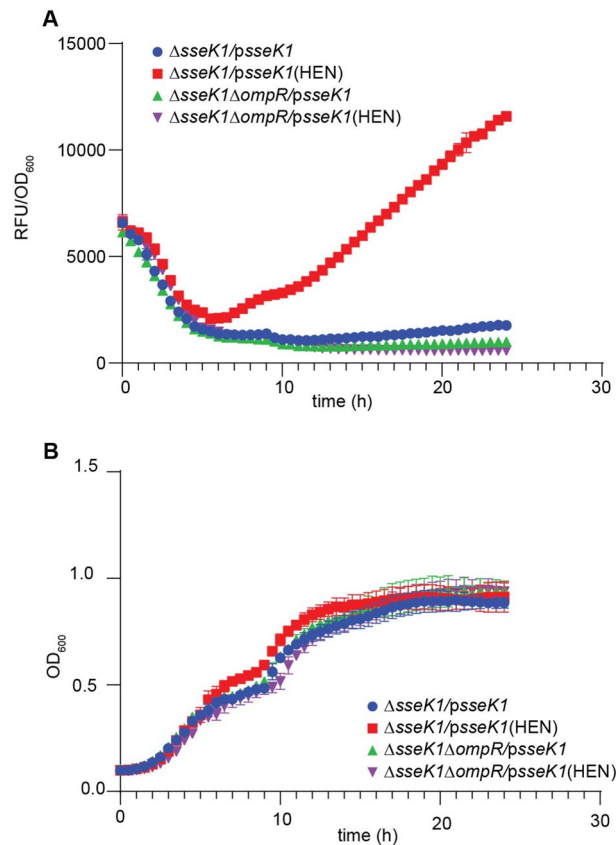 A
15000
10000
5000
0
RFU/OD600
ΔsseK1/psseK1
ΔsseK1/psseK1(HEN)
ΔsseK1ΔompR/psseK1
ΔsseK1ΔompR/psseK1(HEN)
0 10 20 30
time (h)
B
1.5
1.0
0.5
0.0
OD600
ΔsseK1/psseK1
ΔsseK1/psseK1(HEN)
ΔsseK1ΔompR/psseK1
ΔsseK1ΔompR/psseK1(HEN)
0 10 20 30
time (h)